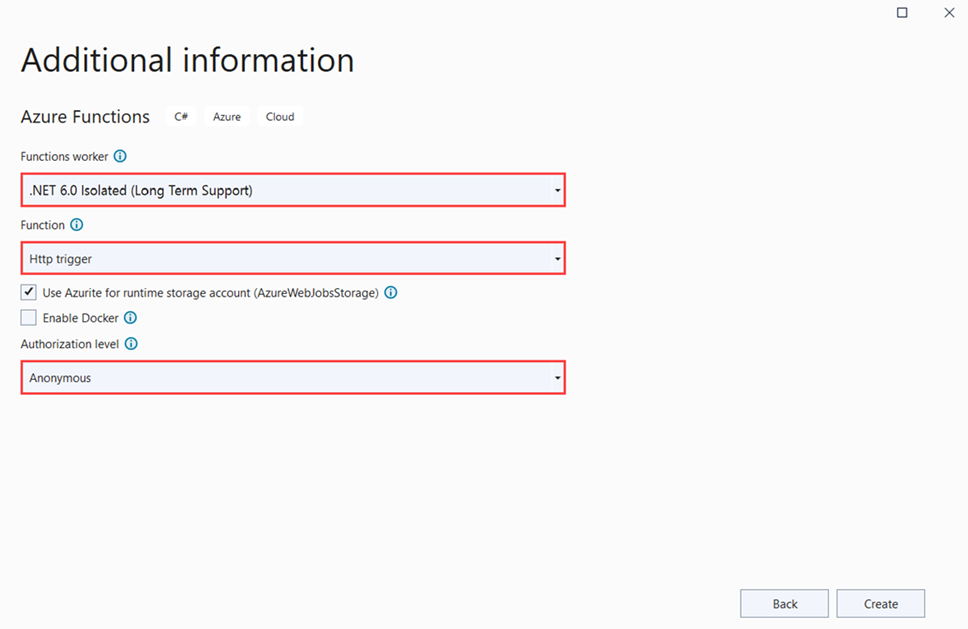 Additional information
Azure Functions C# Azure Cloud
Functions worker
.NET 6.0 Isolated (Long Term Support)
Function
Http trigger
Use Azurite for runtime storage account (AzureWebJobsStorage)
Enable Docker
Authorization level
Anonymous
Back Create